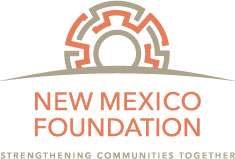 NEW MEXICO
FOUNDATION
STRENGTHENING COMMUNITIES TOGETHER